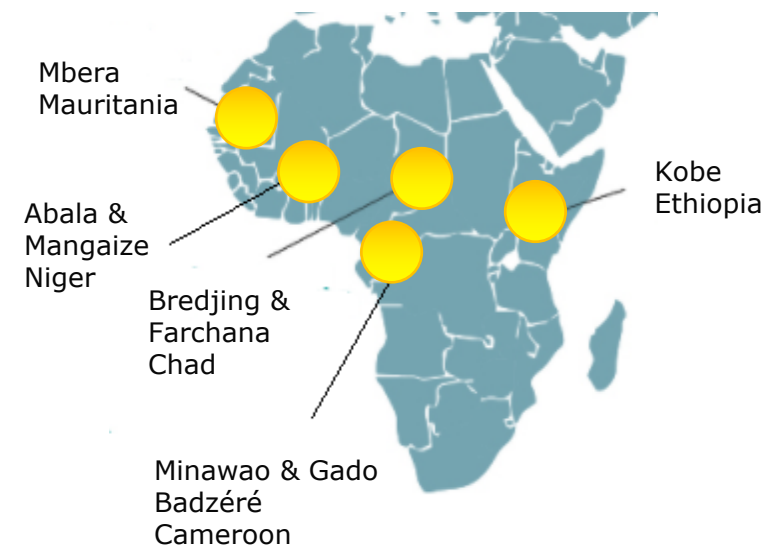 Mbera
Mauritania
Abala &
Mangaize
Niger
Bredjing &
Farchana
Chad
Minawao & Gado
Badzéré
Cameroon
Kobe
Ethiopia